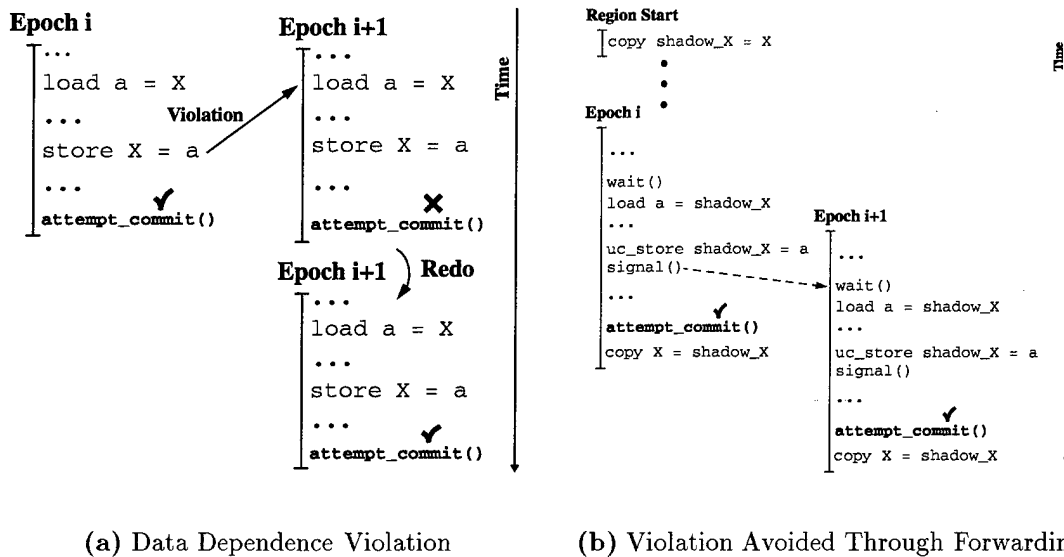 Epoch i
...
load a = X
...
store X = a
...
attempt_commit()
Violation
Epoch i+1
...
load a = X
...
store X = a
...
attempt_commit()
Redo
Epoch i+1
...
load a = X
...
store X = a
...
attempt_commit()
Time
(a) Data Dependence Violation
Region Start
copy shadow_X = X
Epoch i
...
wait()
load a = shadow_X
...
uc_store shadow_X = a
signal()
...
attempt_commit()
copy X = shadow_X
Epoch i+1
...
wait()
load a = shadow_X
...
uc_store shadow_X = a
signal()
...
attempt_commit()
copy X = shadow_X
Time
(b) Violation Avoided Through Forwardin